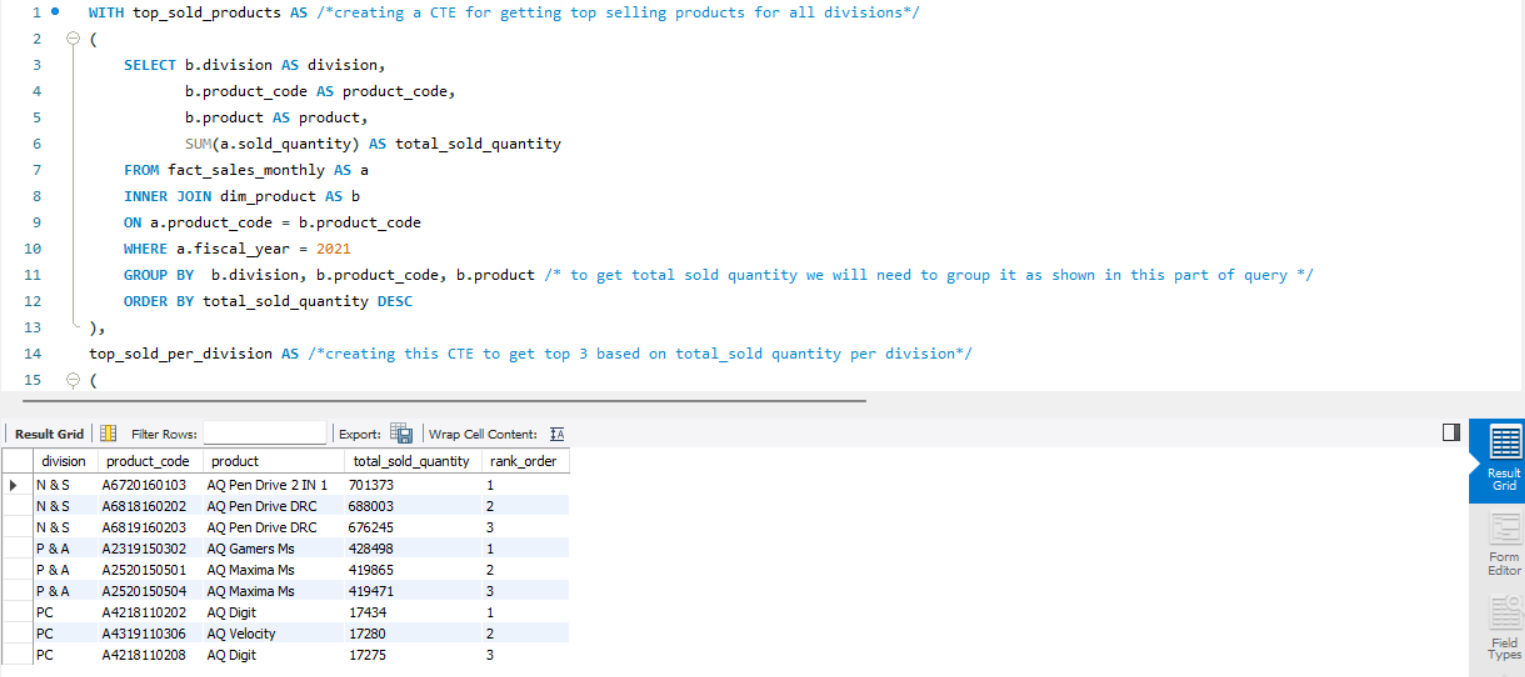 1 WITH top_sold_products AS /*creating a CTE for getting top selling products for all divisions*/
2 (
3 SELECT b.division AS division,
4 b.product_code AS product_code,
5 b.product AS product,
6 SUM(a.sold_quantity) AS total_sold_quantity
7 FROM fact_sales_monthly AS a
8 INNER JOIN dim_product AS b
9 ON a.product_code = b.product_code
10 WHERE a.fiscal_year = 2021
11 GROUP BY  b.division, b.product_code, b.product /* to get total sold quantity we will need to group it as shown in this part of query */
12 ORDER BY total_sold_quantity DESC
13 ),
14 top_sold_per_division AS /*creating this CTE to get top 3 based on total_sold quantity per division*/
15 (
Result Grid Filter Rows: Export: Wrap Cell Content: IA
division product_code product total_sold_quantity rank_order
N & S A6720160103 AQ Pen Drive 2 IN 1 701373 1
N & S A6818160202 AQ Pen Drive DRC 688003 2
N & S A6819160203 AQ Pen Drive DRC 676245 3
P & A A2319150302 AQ Gamers Ms 428498 1
P & A A2520150501 AQ Maxima Ms 419865 2
P & A A2520150504 AQ Maxima Ms 419471 3
PC A4218110202 AQ Digit 17434 1
PC A4319110306 AQ Velocity 17280 2
PC A4218110208 AQ Digit 17275 3
Result
Grid
Form
Editor
Field
Types